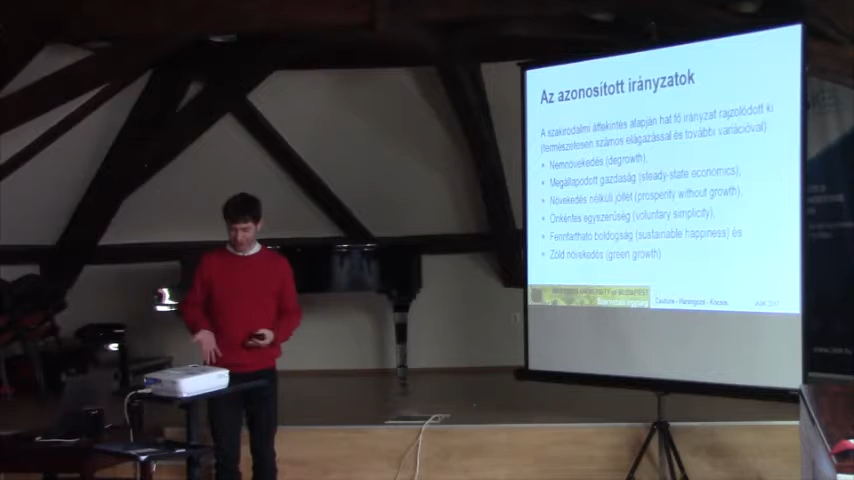 Az azonosított irányzatok
A szakirodalmi áttekintés alapján hat fő irányzat rajzolódott ki
(természetesen számos elágazással és további variációval)
• Nemnövekedés (degrowth),
• Megállapodott gazdaság (steady-state economics),
• Növekedés nélküli jólét (prosperity without growth),
• Önkéntes egyszerűség (voluntary simplicity),
• Fenntartható boldogság (sustainable happiness) és
• Zöld növekedés (green growth)
of BUDAPEST